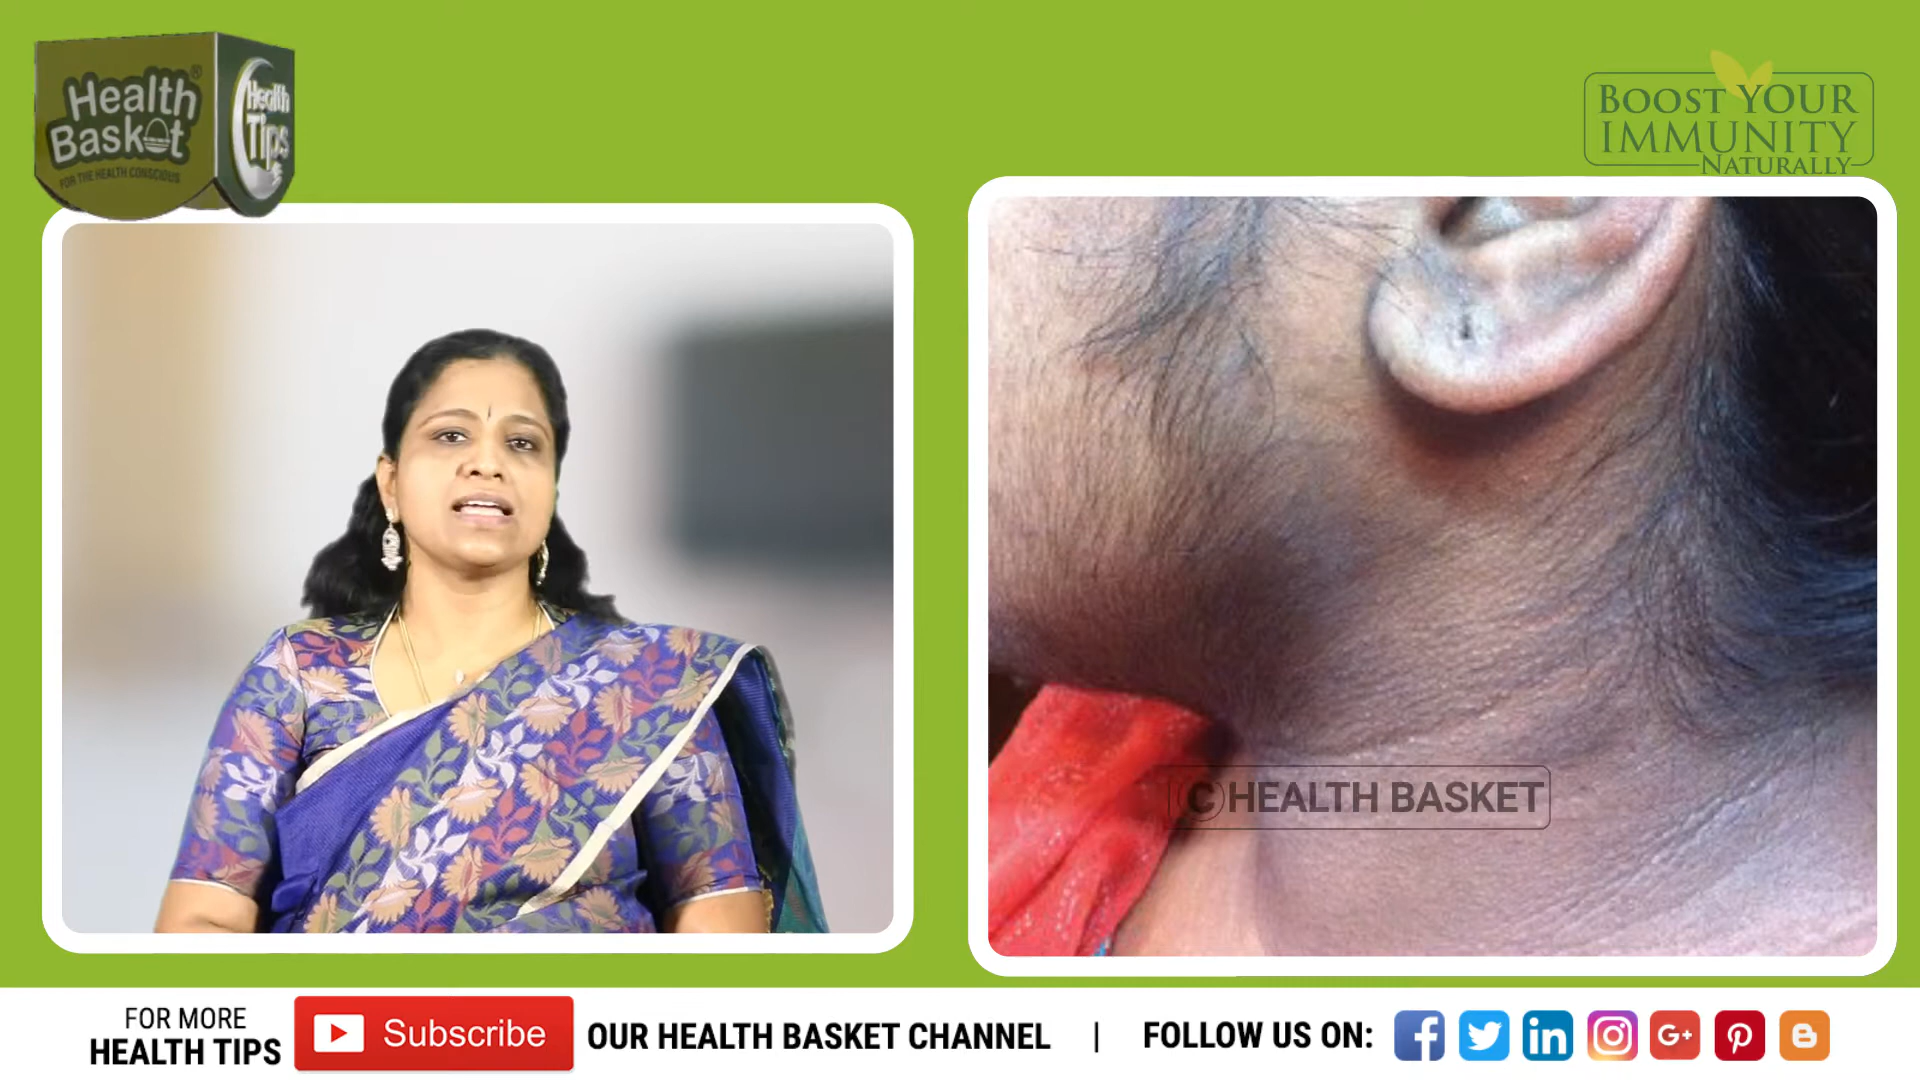 Health
Basket
®
FOR THE HEALTH CONSCIOUS
Health
Tips
BOOST YOUR
IMMUNITY
NATURALLY
©HEALTH BASKET
FOR MORE
HEALTH TIPS
Subscribe
OUR HEALTH BASKET CHANNEL
|
FOLLOW US ON:
f
in
G+